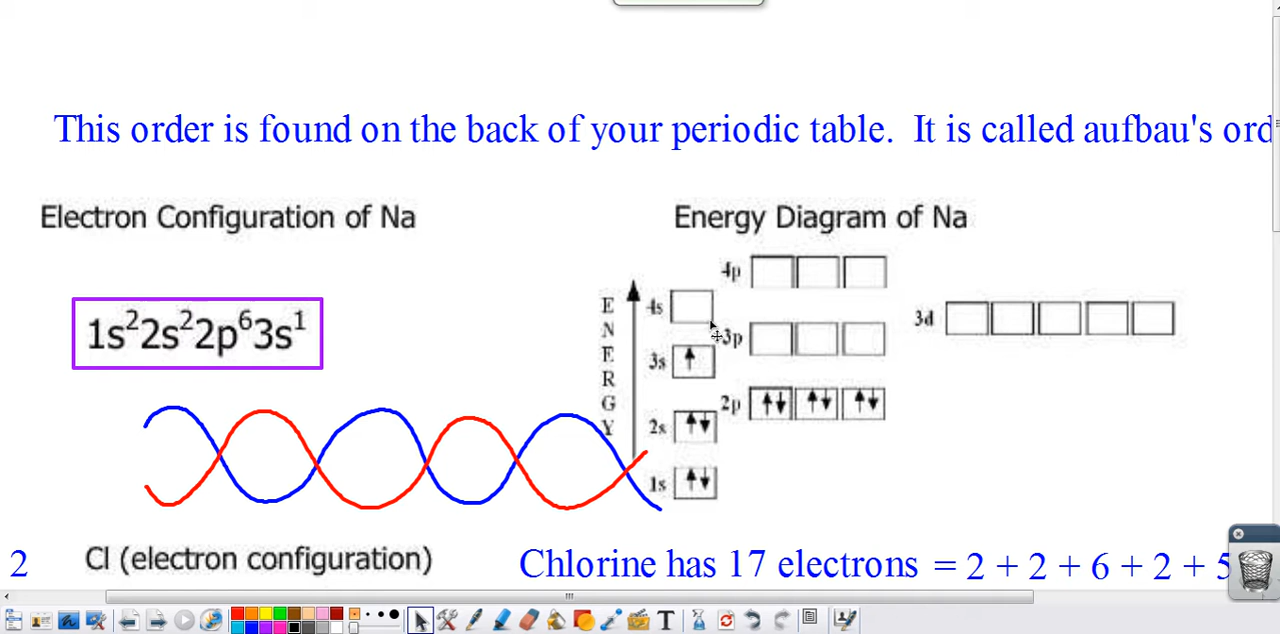 This order is found on the back of your periodic table. It is called aufbau's ord
Electron Configuration of Na
Energy Diagram of Na
1s²2s²2p⁶3s¹
ENERGY
4p
4s
3d
3p
3s
2p
2s
1s
2
Cl (electron configuration)
Chlorine has 17 electrons = 2 + 2 + 6 + 2 + 5
T